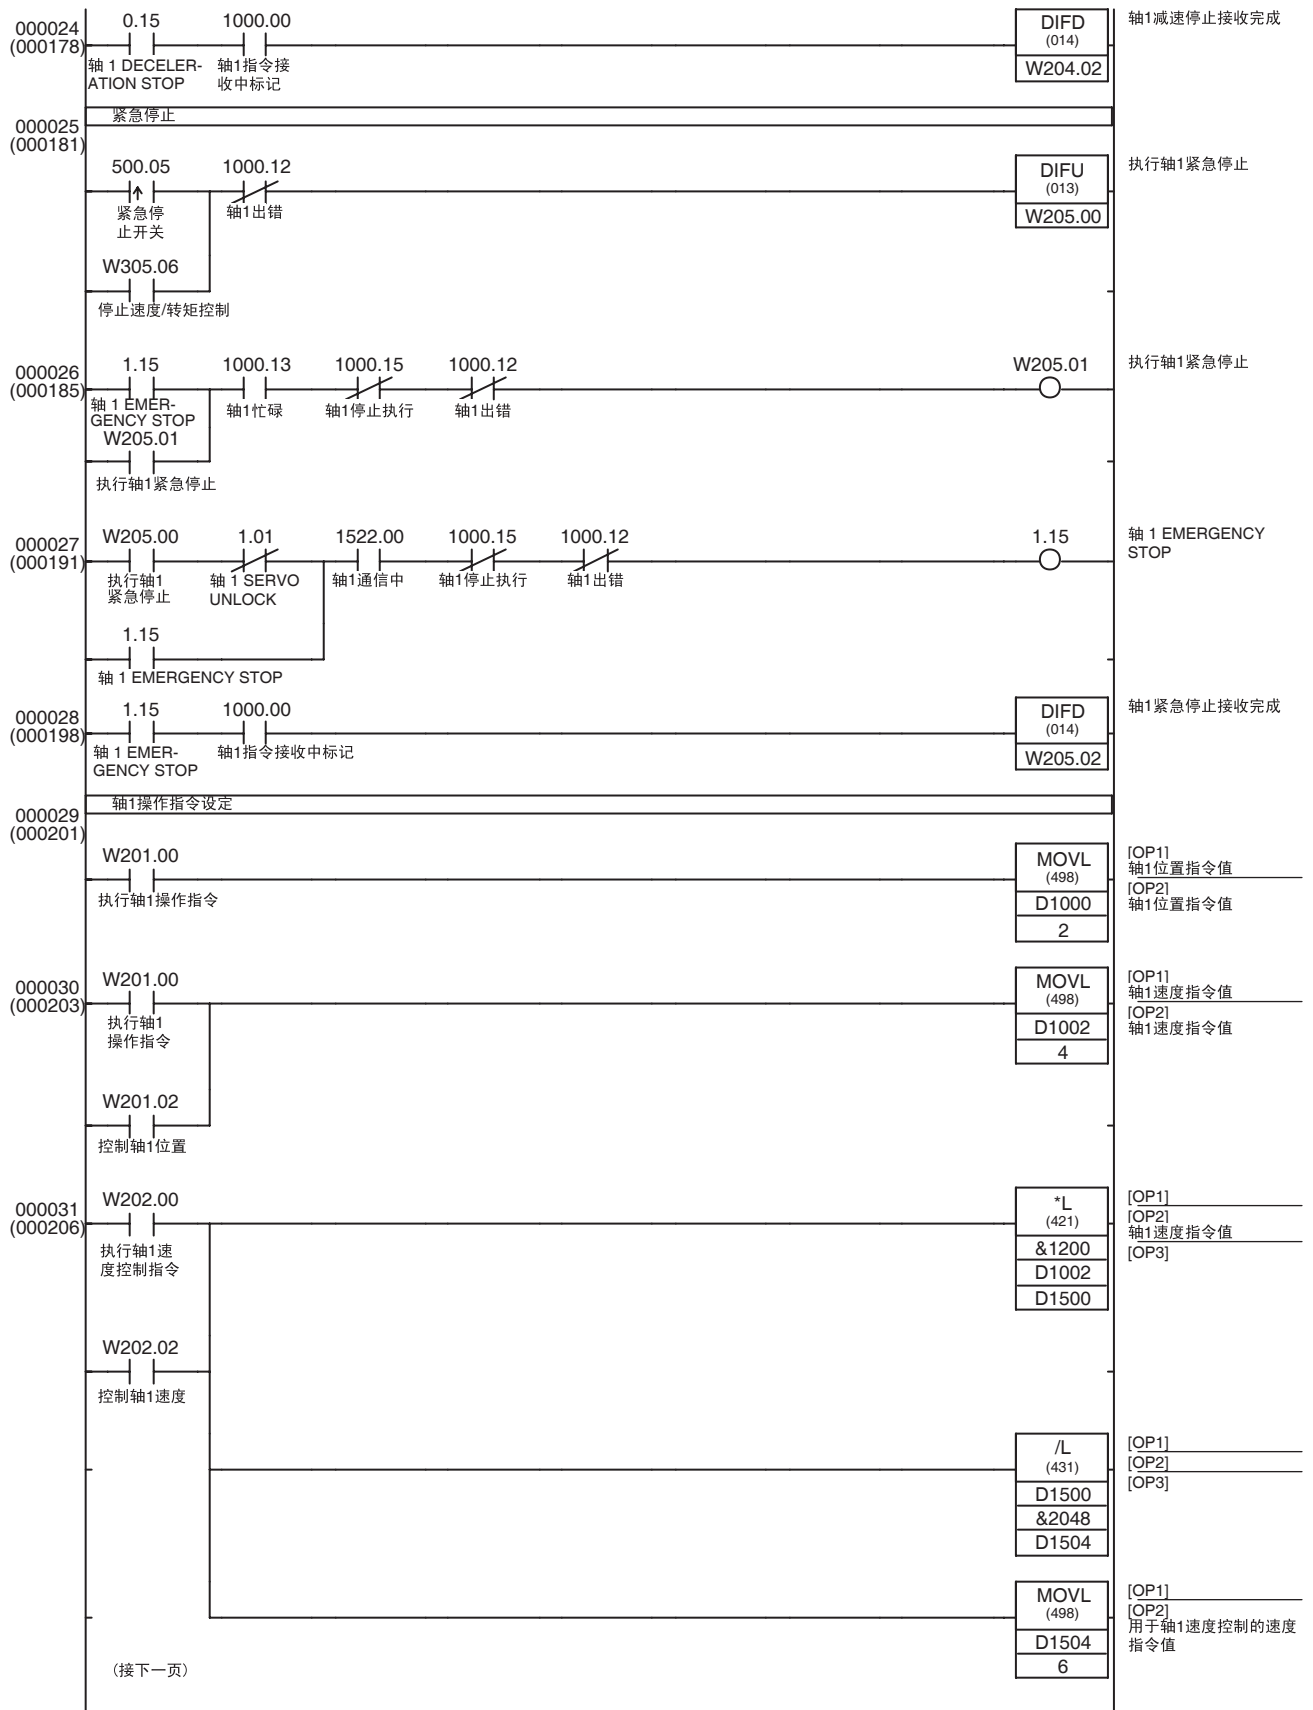 000024
(000178)
0.15
1000.00
轴 1 DECELER-
ATION STOP
轴1指令接
收中标记
DIFD
(014)
W204.02
轴1减速停止接收完成
000025
(000181)
紧急停止
500.05
1000.12
紧急停
止开关
轴1出错
DIFU
(013)
W205.00
执行轴1紧急停止
W305.06
停止速度/转矩控制
000026
(000185)
1.15
1000.13
1000.15
1000.12
W205.01
执行轴1紧急停止
轴 1 EMER-
GENCY STOP
轴1忙碌
轴1停止执行
轴1出错
W205.01
执行轴1紧急停止
000027
(000191)
W205.00
1.01
1522.00
1000.15
1000.12
1.15
轴 1 EMERGENCY
STOP
执行轴1
紧急停止
轴 1 SERVO
UNLOCK
轴1通信中
轴1停止执行
轴1出错
1.15
轴 1 EMERGENCY STOP
000028
(000198)
1.15
1000.00
轴 1 EMER-
GENCY STOP
轴1指令接收中标记
DIFD
(014)
W205.02
轴1紧急停止接收完成
000029
(000201)
轴1操作指令设定
W201.00
执行轴1操作指令
MOVL
(498)
D1000
2
[OP1]
轴1位置指令值
[OP2]
轴1位置指令值
000030
(000203)
W201.00
执行轴1
操作指令
MOVL
(498)
D1002
4
[OP1]
轴1速度指令值
[OP2]
轴1速度指令值
W201.02
控制轴1位置
000031
(000206)
W202.00
执行轴1速
度控制指令
*L
(421)
&1200
D1002
D1500
[OP1]
[OP2]
轴1速度指令值
[OP3]
W202.02
控制轴1速度
/L
(431)
D1500
&2048
D1504
[OP1]
[OP2]
[OP3]
MOVL
(498)
D1504
6
[OP1]
[OP2]
用于轴1速度控制的速度
指令值
(接下一页)